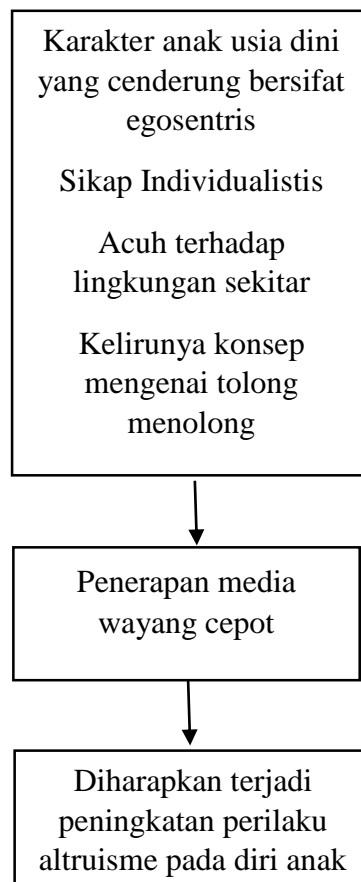 Karakter anak usia dini
yang cenderung bersifat
egosentris
Sikap Individualistis
Acuh terhadap
lingkungan sekitar
Kelirunya konsep
mengenai tolong
menolong
Penerapan media
wayang cepot
Diharapkan terjadi
peningkatan perilaku
altruisme pada diri anak